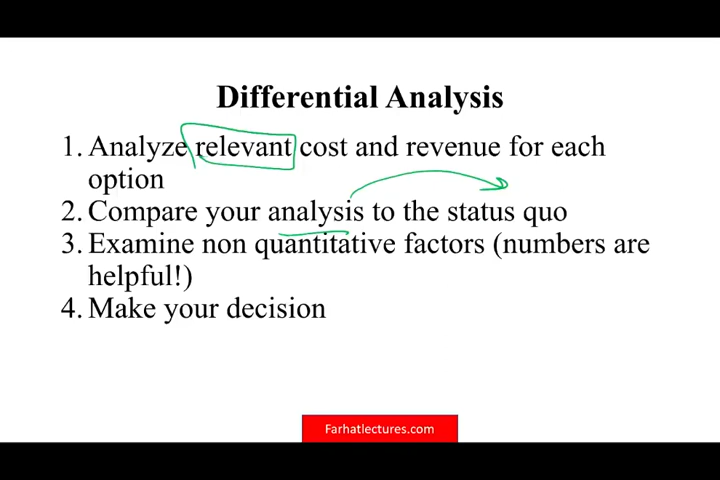 Differential Analysis
1. Analyze relevant cost and revenue for each
option
2. Compare your analysis to the status quo
3. Examine non quantitative factors (numbers are
helpful!)
4. Make your decision
Farhatlectures.com